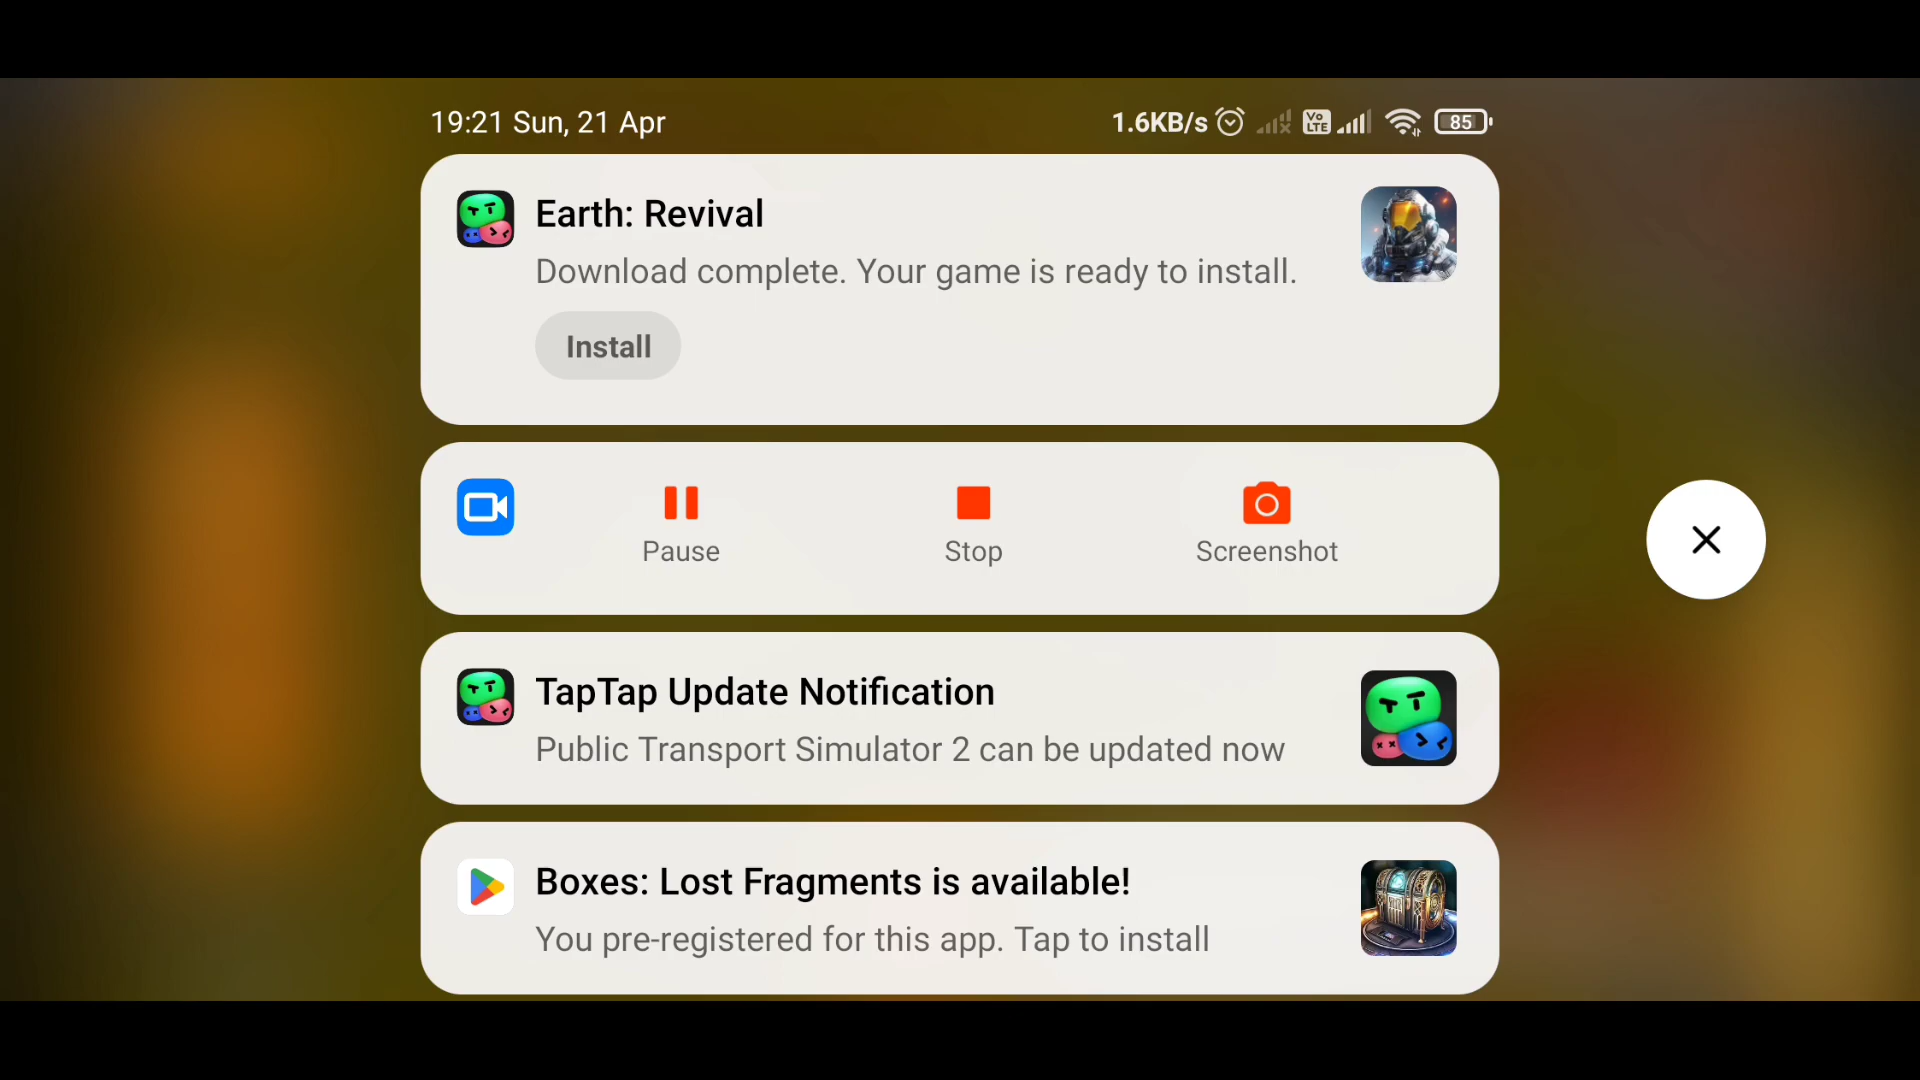 19:21 Sun, 21 Apr
1.6KB/s Vo LTE 85
Earth: Revival
Download complete. Your game is ready to install.
Install
Pause
Stop
Screenshot
TapTap Update Notification
Public Transport Simulator 2 can be updated now
Boxes: Lost Fragments is available!
You pre-registered for this app. Tap to install